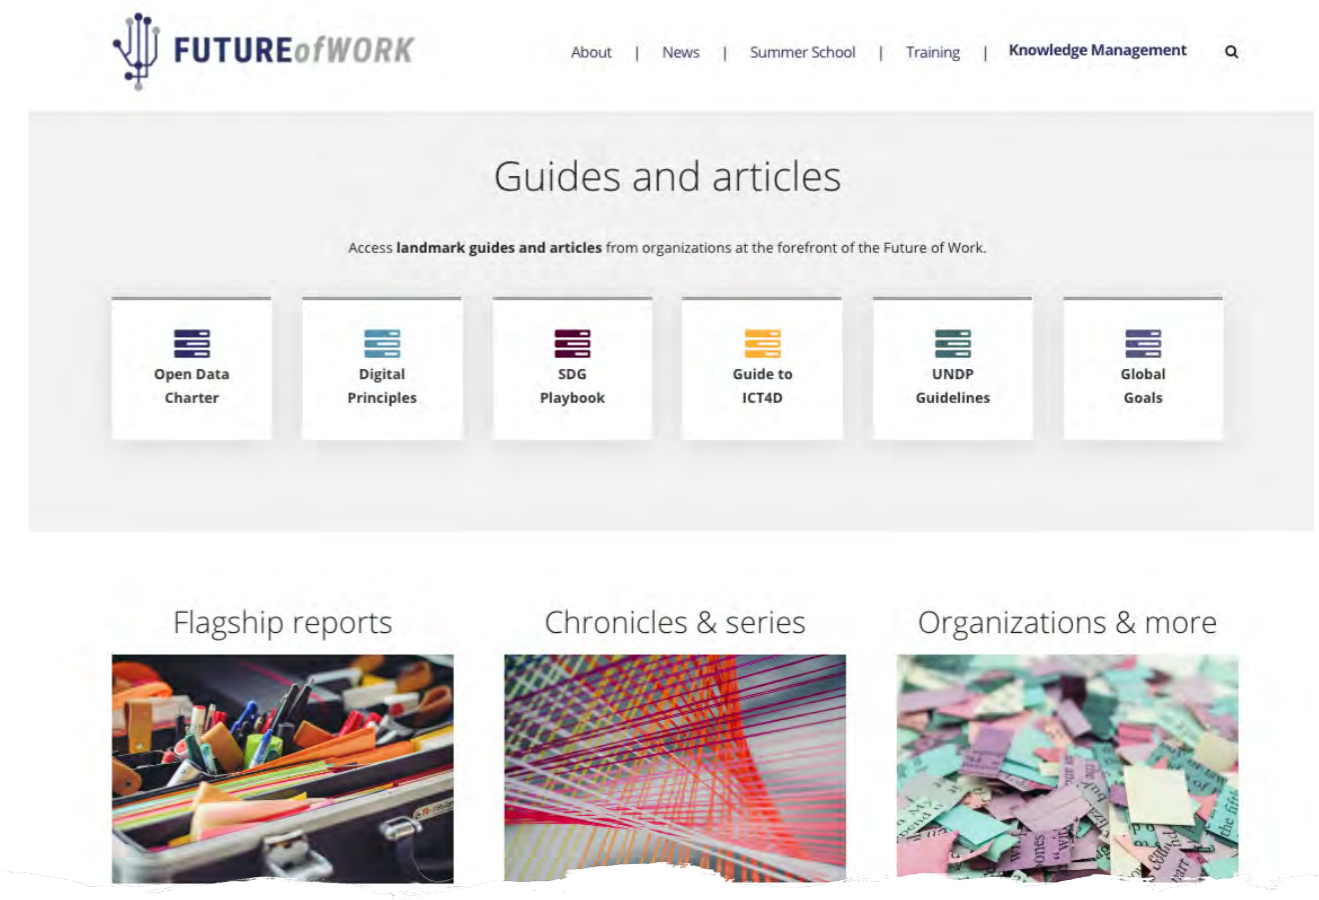 FUTUREofWORK
About | News | Summer School | Training | Knowledge Management
Guides and articles
Access landmark guides and articles from organizations at the forefront of the Future of Work.
Open Data
Charter
Digital
Principles
SDG
Playbook
Guide to
ICT4D
UNDP
Guidelines
Global
Goals
Flagship reports
Chronicles & series
Organizations & more